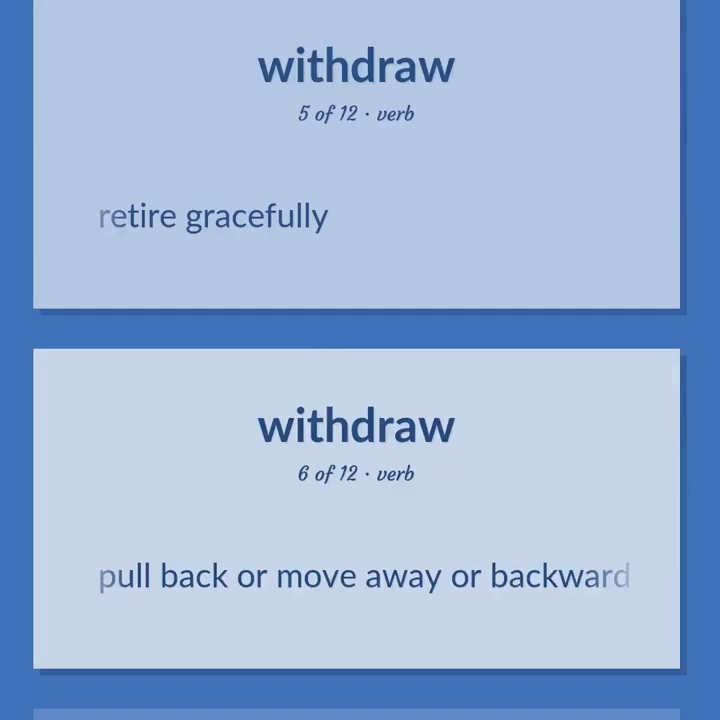 withdraw
5 of 12 · verb
retire gracefully
withdraw
6 of 12 · verb
pull back or move away or backward